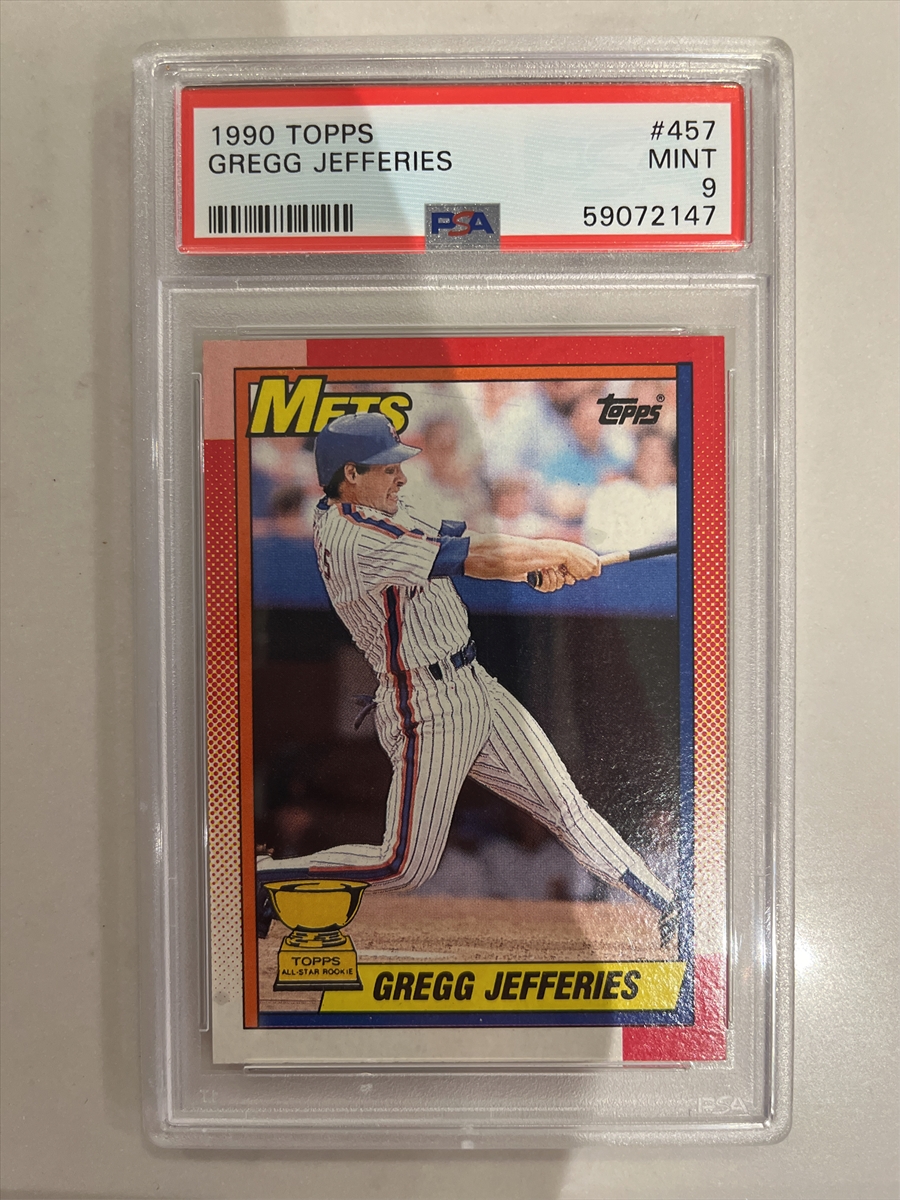 1990 TOPPS
#457
GREGG JEFFERIES
MINT
9
PSA
59072147
METS
TOPPS®
TOPPS
ALL-STAR ROOKIE
GREGG JEFFERIES
PSA